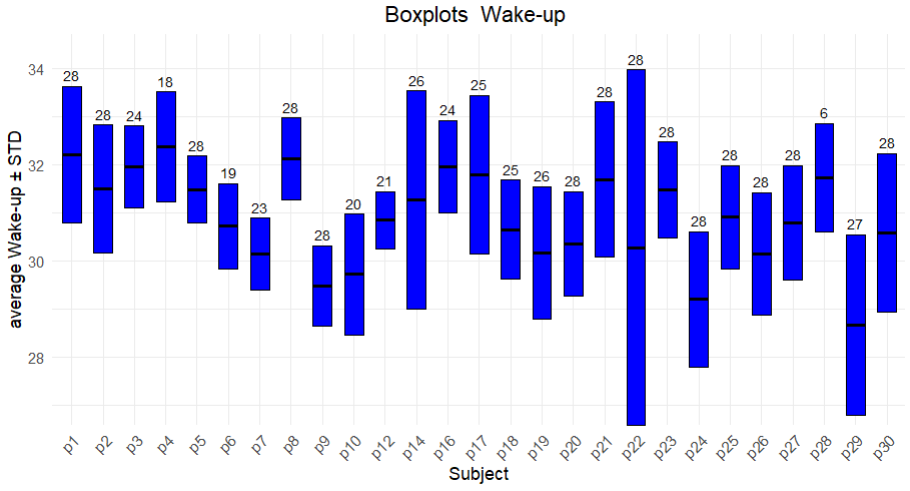 Boxplots  Wake-up
average Wake-up ± STD
34
32
30
28
28
28
24
18
28
19
23
28
28
20
21
26
24
25
25
26
28
28
28
28
28
25
28
28
6
27
28
p1
p2
p3
p4
p5
p6
p7
p8
p9
p10
p12
p14
p16
p17
p18
p19
p20
p21
p22
p23
p24
p25
p26
p27
p28
p29
p30
Subject